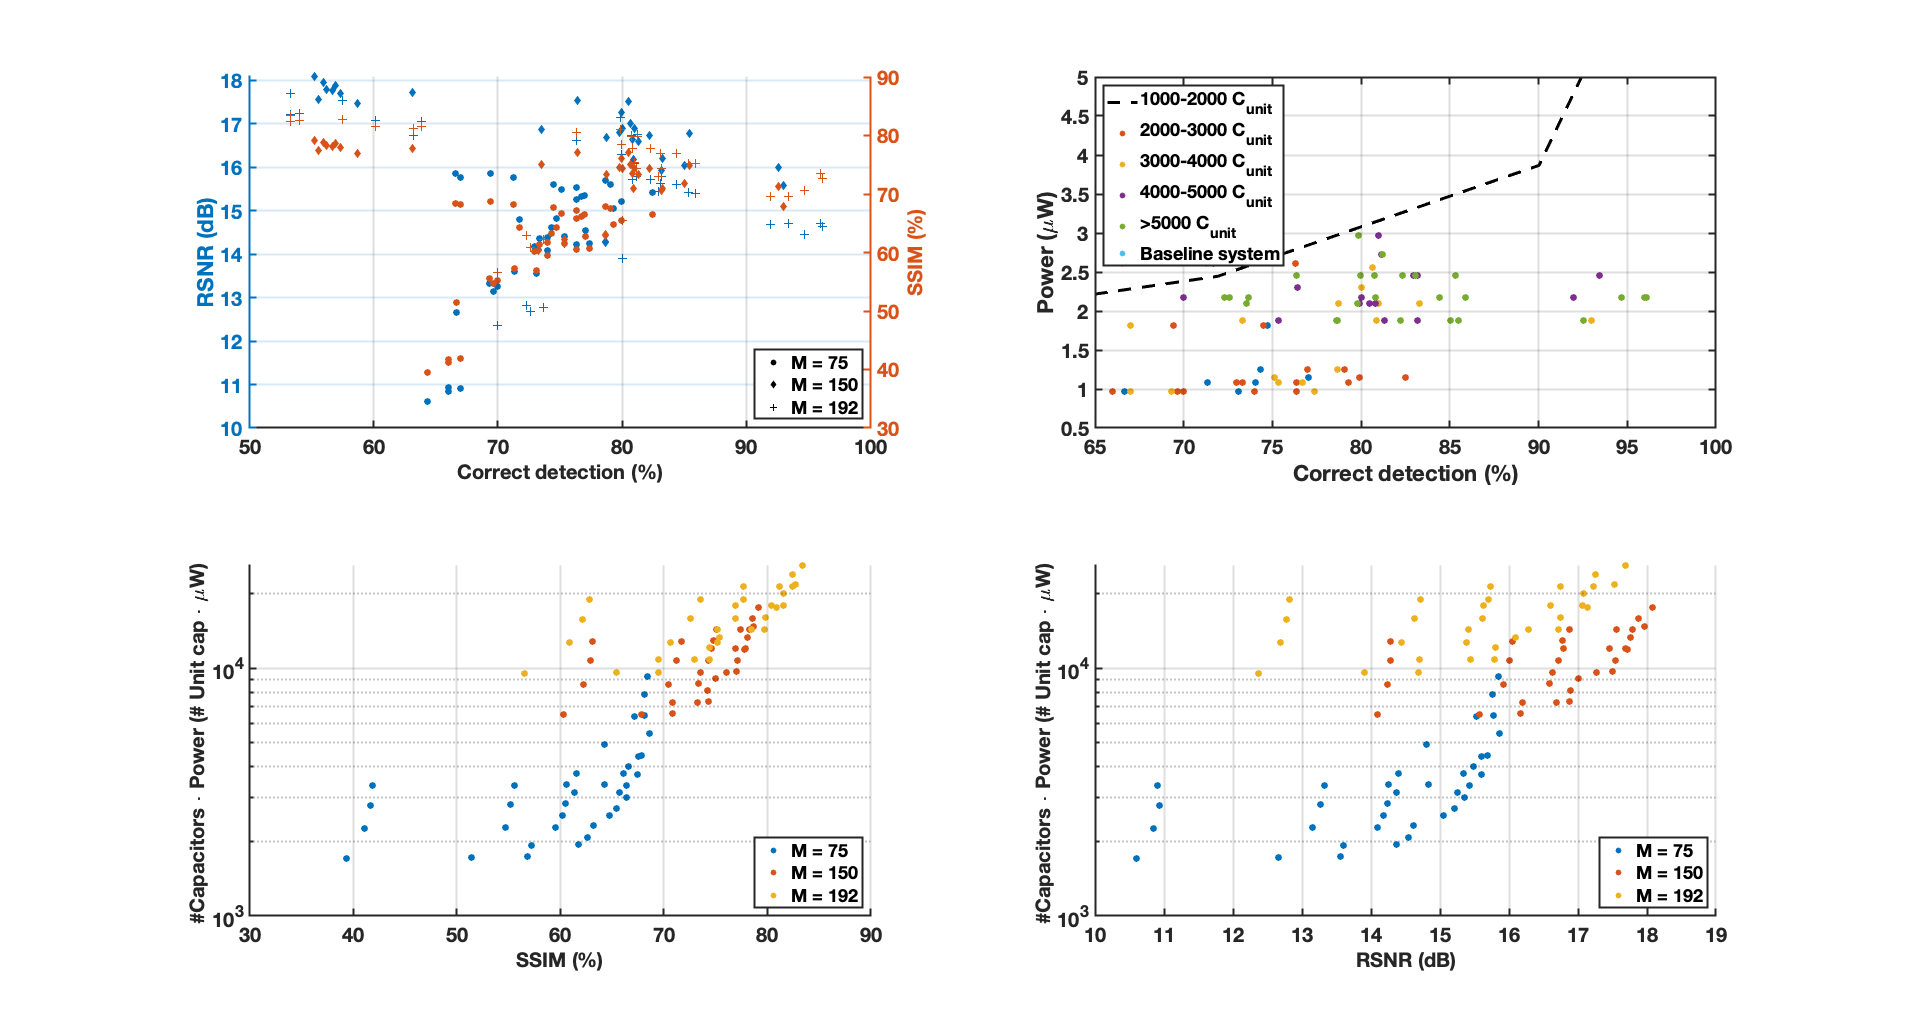 18
17
16
15
14
13
12
11
10
RSNR (dB)
90
80
70
60
50
40
30
SSIM (%)
M = 75
M = 150
M = 192
50 60 70 80 90 100
Correct detection (%)
5
4.5
4
3.5
3
2.5
2
1.5
1
0.5
Power (μW)
1000-2000 Cunit
2000-3000 Cunit
3000-4000 Cunit
4000-5000 Cunit
>5000 Cunit
Baseline system
65 70 75 80 85 90 95 100
Correct detection (%)
#Capacitors · Power (# Unit cap · μW)
10^4
10^3
M = 75
M = 150
M = 192
30 40 50 60 70 80 90
SSIM (%)
#Capacitors · Power (# Unit cap · μW)
10^4
10^3
M = 75
M = 150
M = 192
10 11 12 13 14 15 16 17 18 19
RSNR (dB)